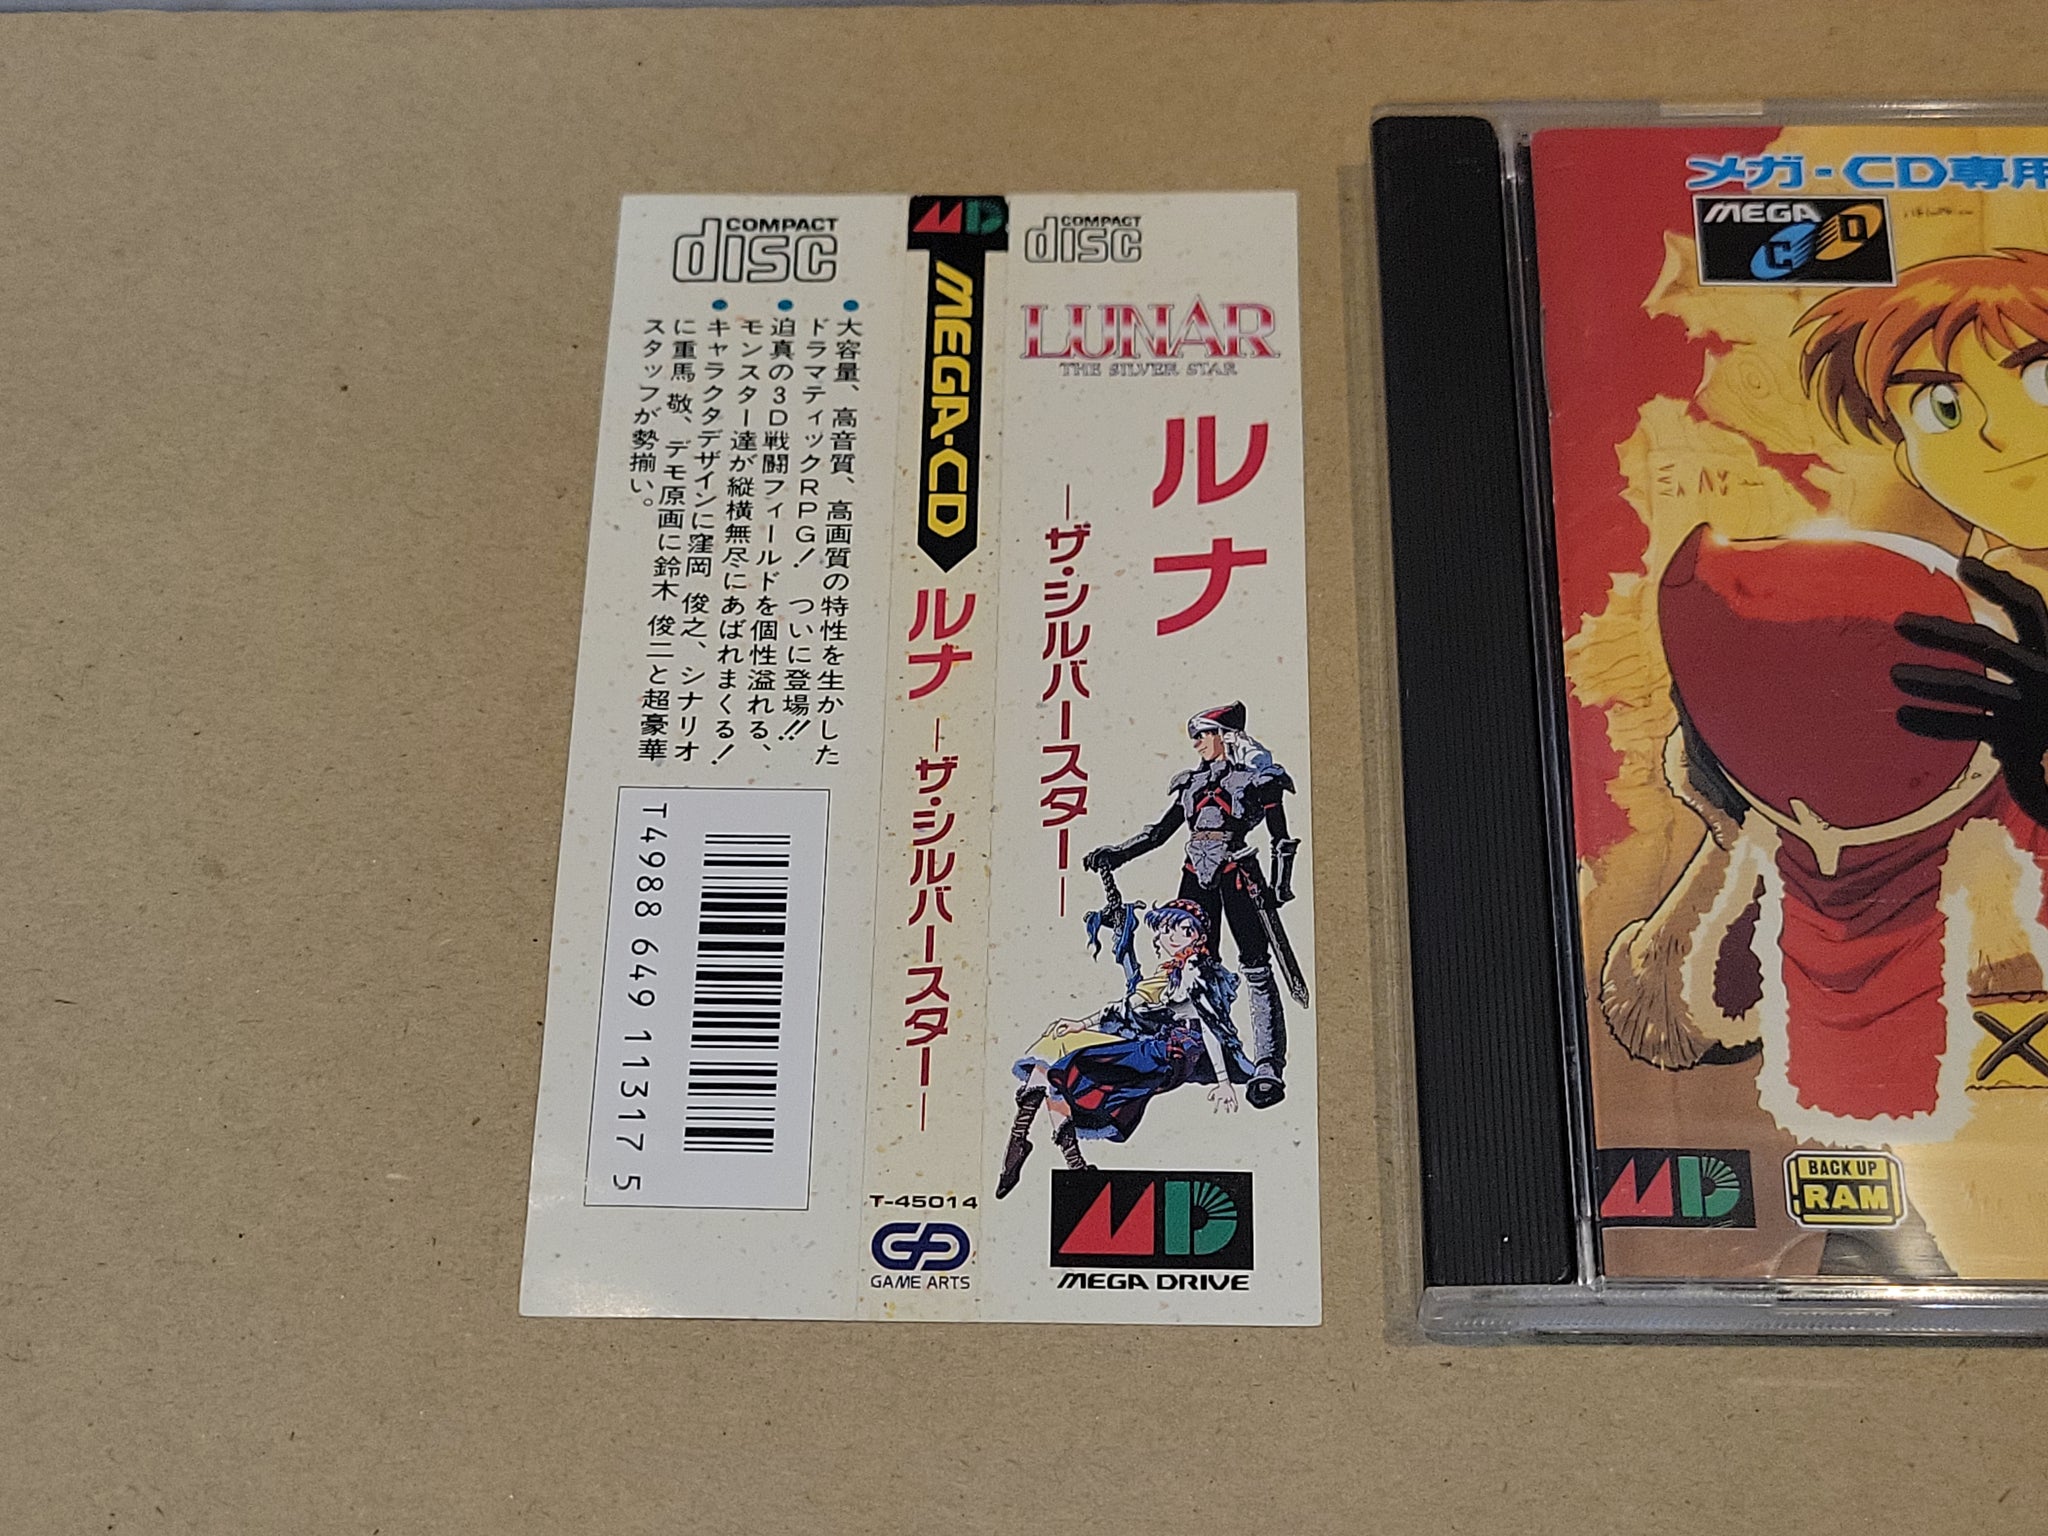 COMPACT
disc
大容量、高音質、高画質の特性を生かした
ドラマティックRPG! ついに登場!!
迫真の3D戦闘フィールドを個性溢れる、
モンスター達が縦横無尽にあばれまくる!
キャラクタデザインに窪岡 俊之、シナリオ
に重馬 敬、デモ原画に鈴木 俊二と超豪華
スタッフが勢揃い。
T4988 649 11317 5
MD
MEGA-CD
ルナ
―ザ・シルバースター―
T-45014
GAME ARTS
COMPACT
disc
LUNAR
THE SILVER STAR
ルナ
―ザ・シルバースター―
MD
MEGA DRIVE
メガ・CD専用
MEGA
CD
MD
BACK UP
RAM